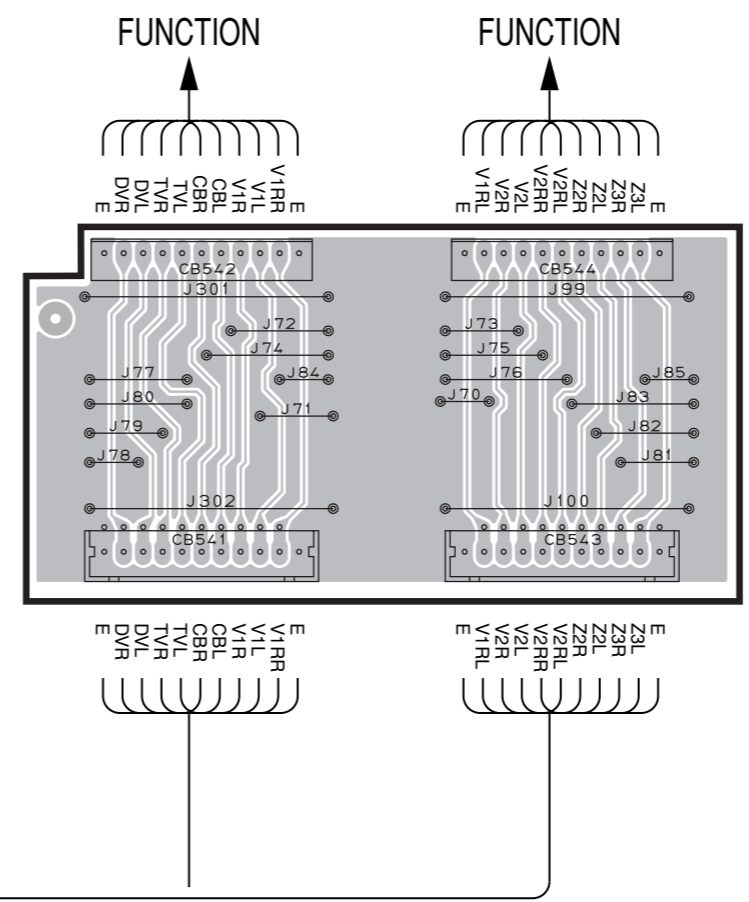 FUNCTION FUNCTION
E DVR DVL TVR TVL CBR CBL V1R V1L V1RR E
E V1RL V2R V2L V2RR V2RL Z2R Z2L Z3R Z3L E
CB542 CB544
J301 J99
J72 J73
J74 J75
J77 J84 J76 J85
J80 J70 J83
J71
J79 J82
J78 J81
J302 J100
CB541 CB543
E DVR DVL TVR TVL CBR CBL V1R V1L V1RR E
E V1RL V2R V2L V2RR V2RL Z2R Z2L Z3R Z3L E